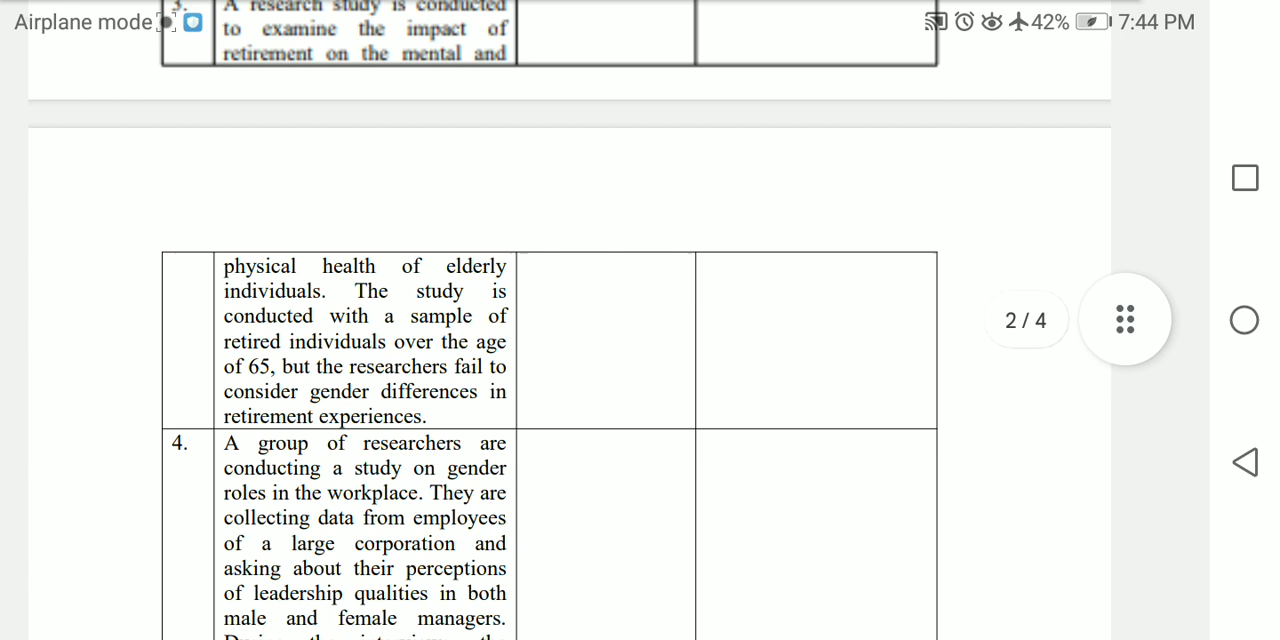 Airplane mode
42%
7:44 PM
3. A research study is conducted
to examine the impact of
retirement on the mental and
physical health of elderly
individuals. The study is
conducted with a sample of
retired individuals over the age
of 65, but the researchers fail to
consider gender differences in
retirement experiences.
2 / 4
4. A group of researchers are
conducting a study on gender
roles in the workplace. They are
collecting data from employees
of a large corporation and
asking about their perceptions
of leadership qualities in both
male and female managers.